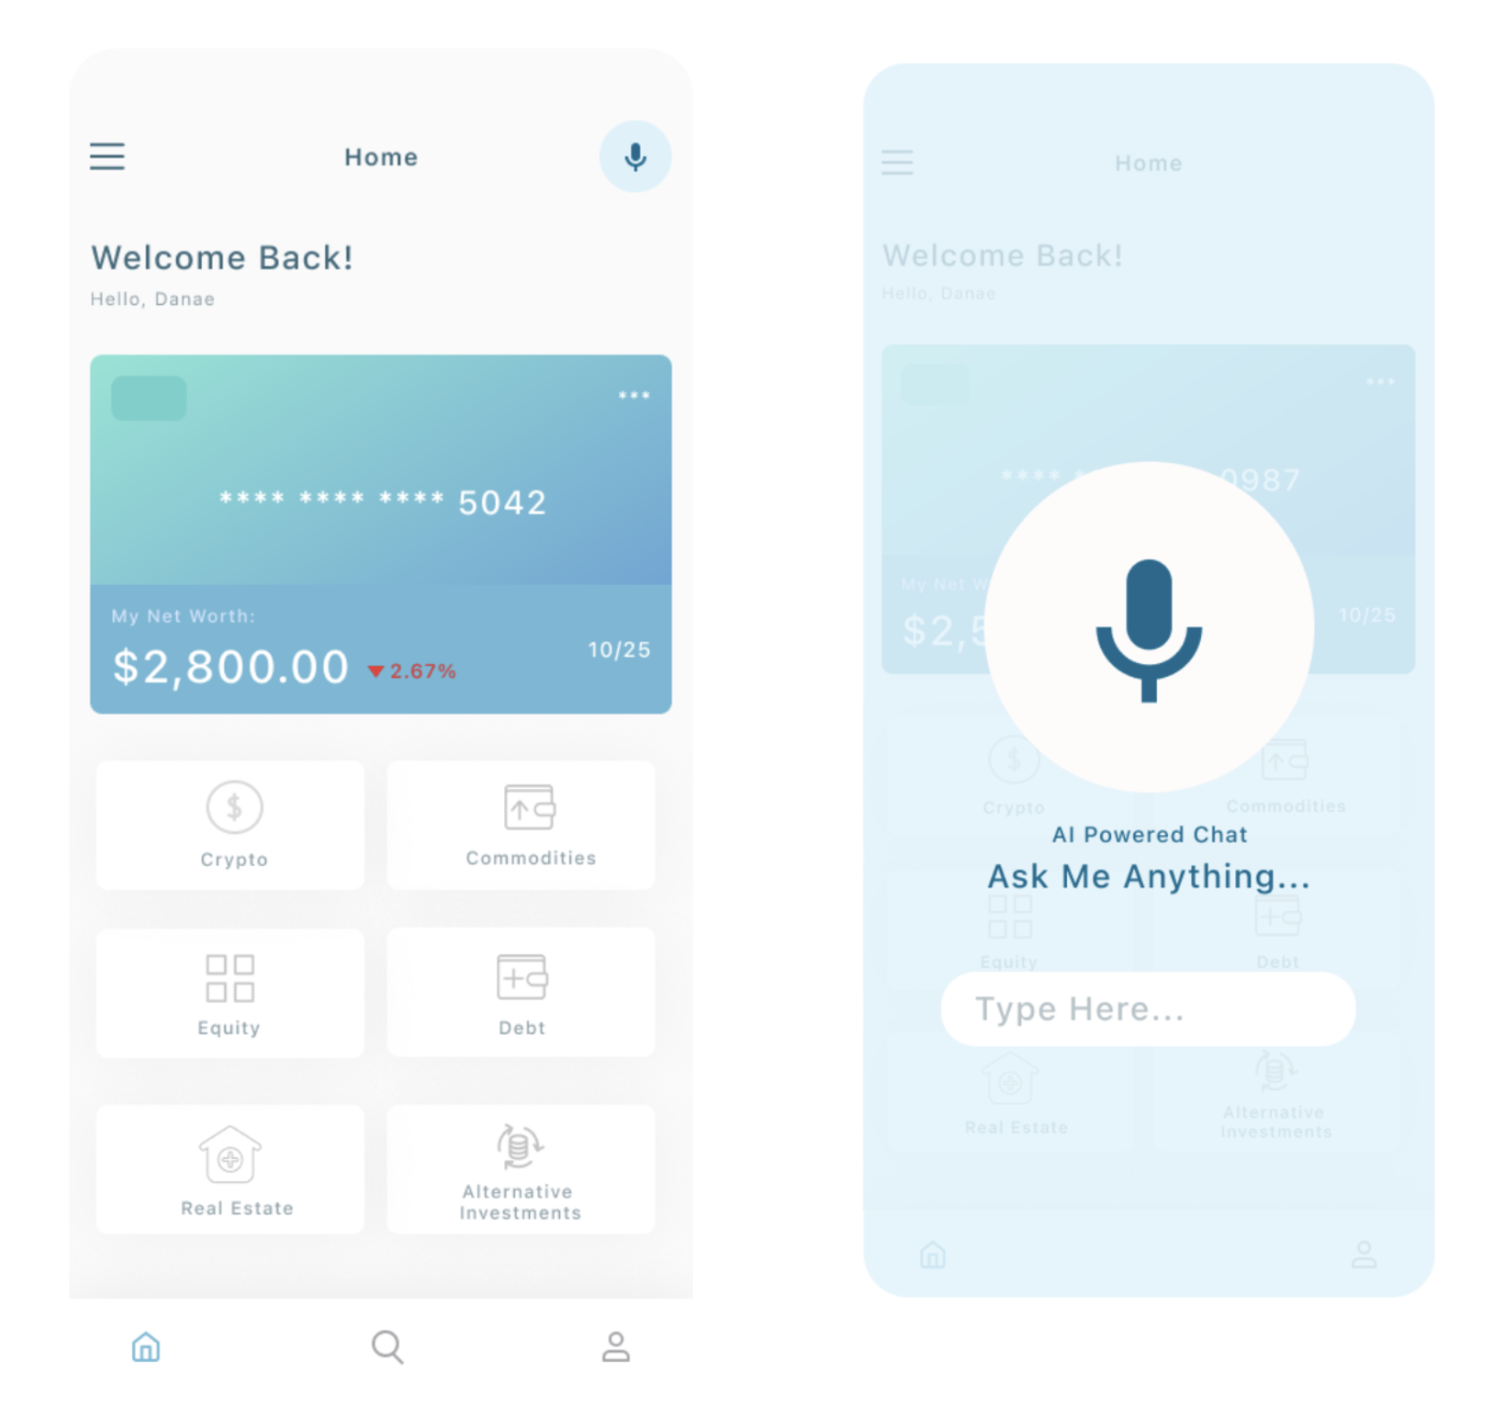 Home
Welcome Back!
Hello, Danae
***
**** **** **** 5042
My Net Worth:
$2,800.00 ▼ 2.67%
10/25
Crypto
Commodities
Equity
Debt
Real Estate
Alternative
Investments
Home
Welcome Back!
Hello, Danae
***
**** 0987
My Net
$2,5
10/25
Crypto
Commodities
AI Powered Chat
Ask Me Anything...
Equity
Debt
Type Here...
Real Estate
Alternative
Investments